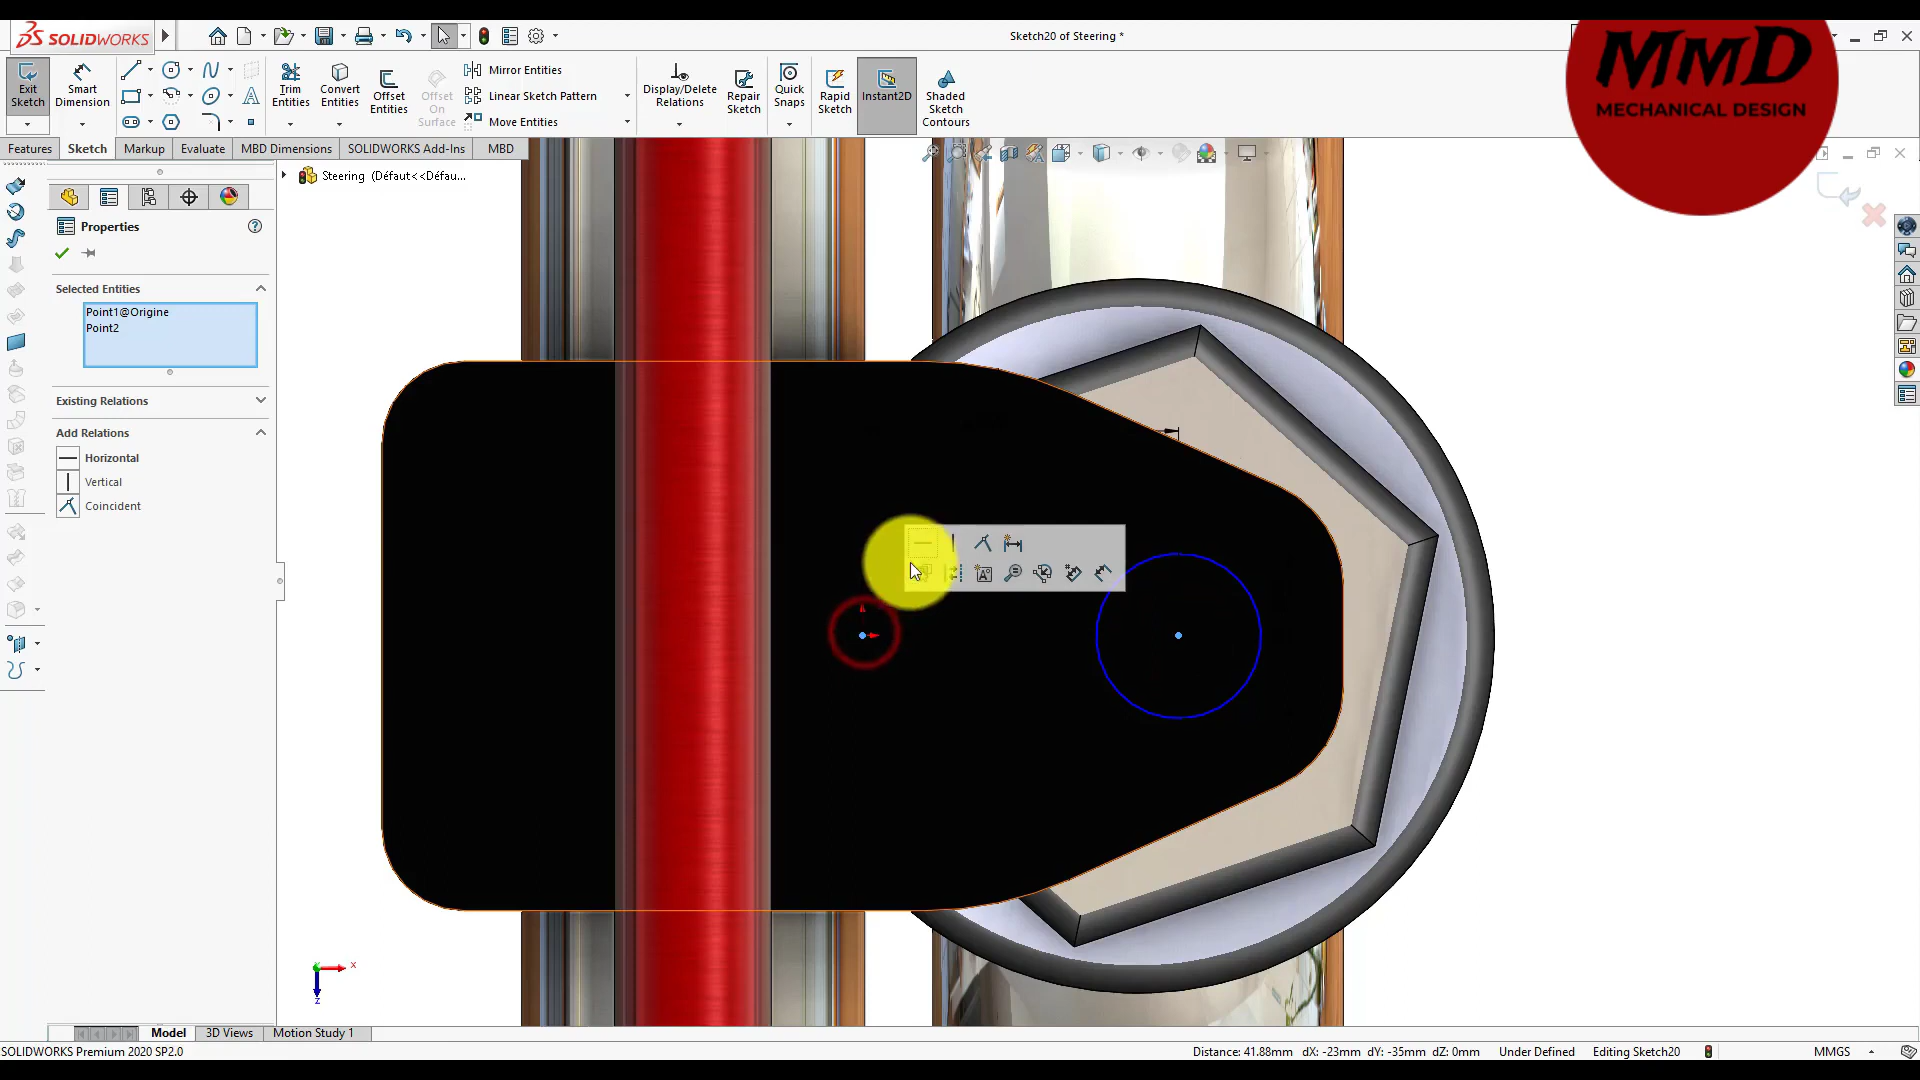 SOLIDWORKS
Sketch20 of Steering *
MMD
MECHANICAL DESIGN
Exit Sketch
Smart Dimension
Trim Entities
Convert Entities
Offset Entities
Offset On Surface
Mirror Entities
Linear Sketch Pattern
Move Entities
Display/Delete Relations
Repair Sketch
Quick Snaps
Rapid Sketch
Instant2D
Shaded Sketch Contours
Features
Sketch
Markup
Evaluate
MBD Dimensions
SOLIDWORKS Add-Ins
MBD
Steering (Défaut<<Défau...
Properties
Selected Entities
Point1@Origine
Point2
Existing Relations
Add Relations
Horizontal
Vertical
Coincident
X
Y
Z
Model
3D Views
Motion Study 1
SOLIDWORKS Premium 2020 SP2.0
Distance: 41.88mm dX: -23mm dY: -35mm dZ: 0mm
Under Defined
Editing Sketch20
MMGS